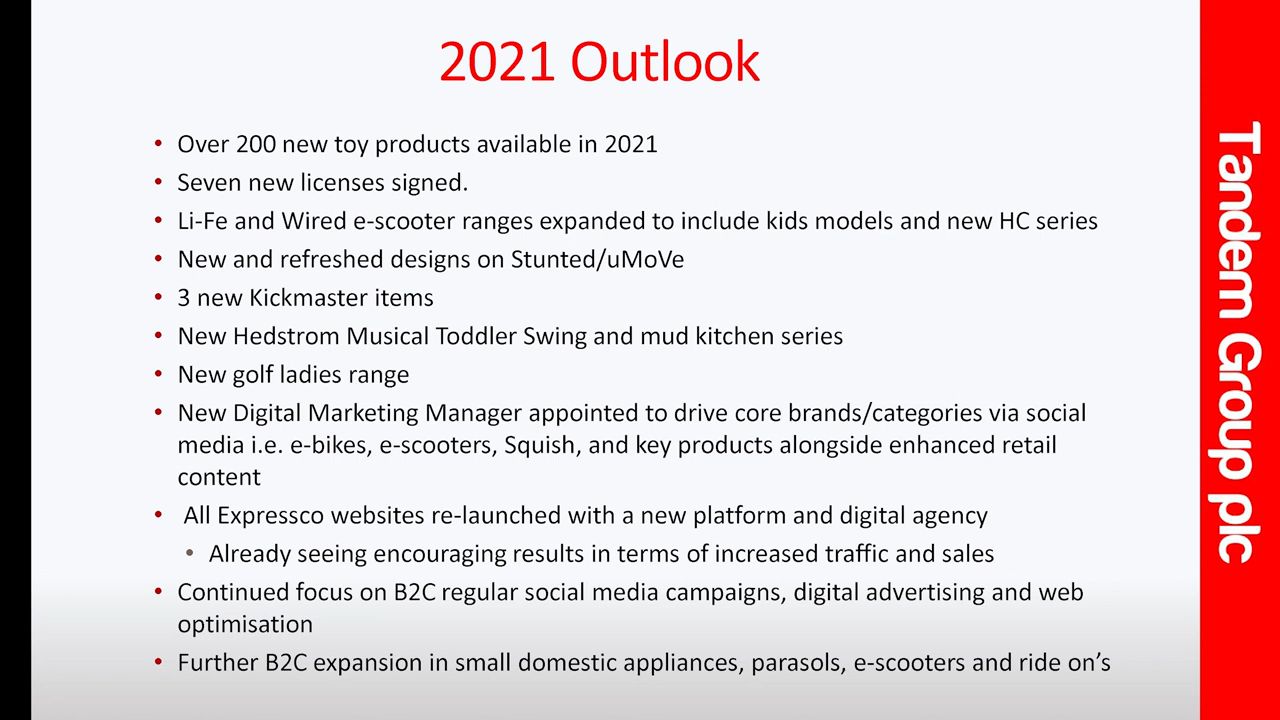 2021 Outlook
• Over 200 new toy products available in 2021
• Seven new licenses signed.
• Li-Fe and Wired e-scooter ranges expanded to include kids models and new HC series
• New and refreshed designs on Stunted/uMoVe
• 3 new Kickmaster items
• New Hedstrom Musical Toddler Swing and mud kitchen series
• New golf ladies range
• New Digital Marketing Manager appointed to drive core brands/categories via social
media i.e. e-bikes, e-scooters, Squish, and key products alongside enhanced retail
content
• All Expressco websites re-launched with a new platform and digital agency
• Already seeing encouraging results in terms of increased traffic and sales
• Continued focus on B2C regular social media campaigns, digital advertising and web
optimisation
• Further B2C expansion in small domestic appliances, parasols, e-scooters and ride on’s
Tandem Group plc